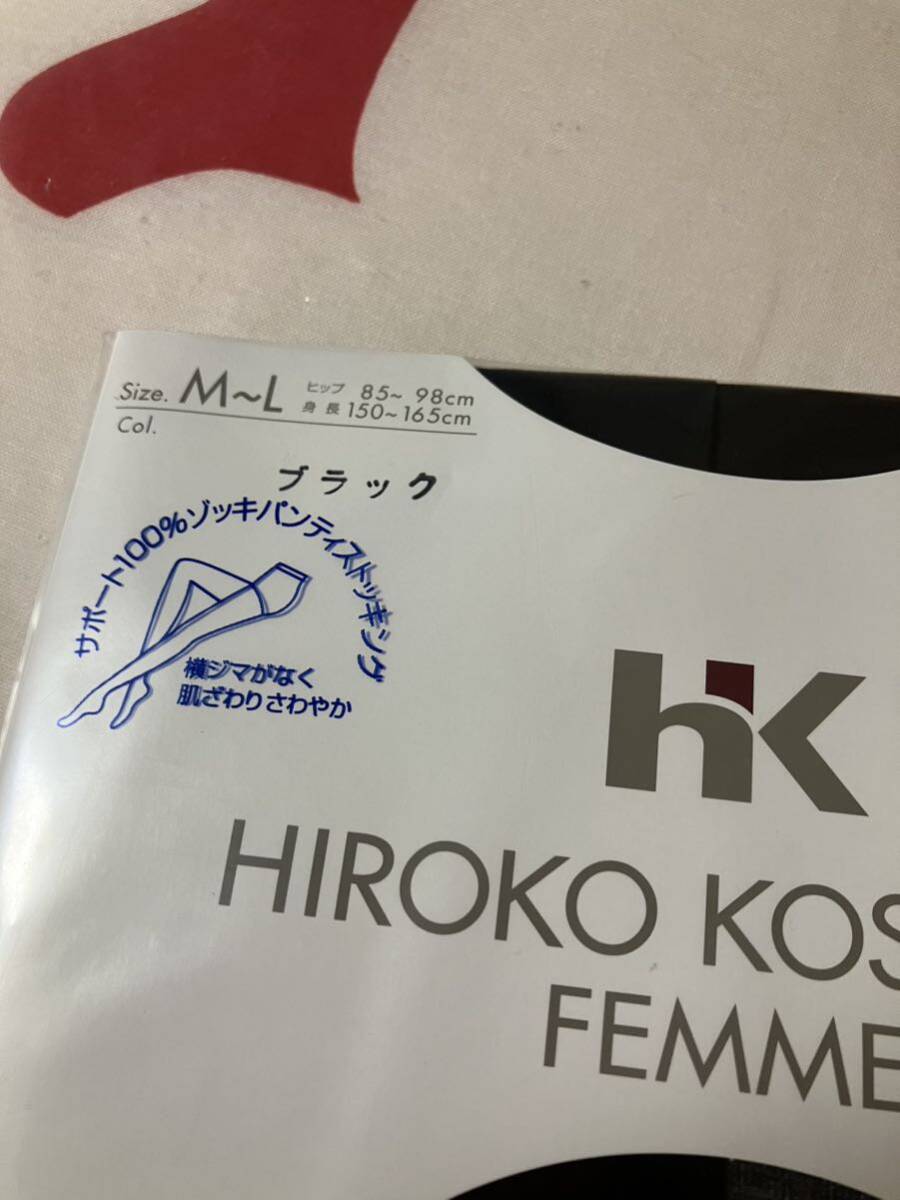 Size. M~L ヒップ 85~ 98cm
身長 150~165cm
Col.
ブラック
サポート100%ゾッキパンティストッキング
横ジマがなく
肌ざわりさわやか
hK
HIROKO KOS
FEMME